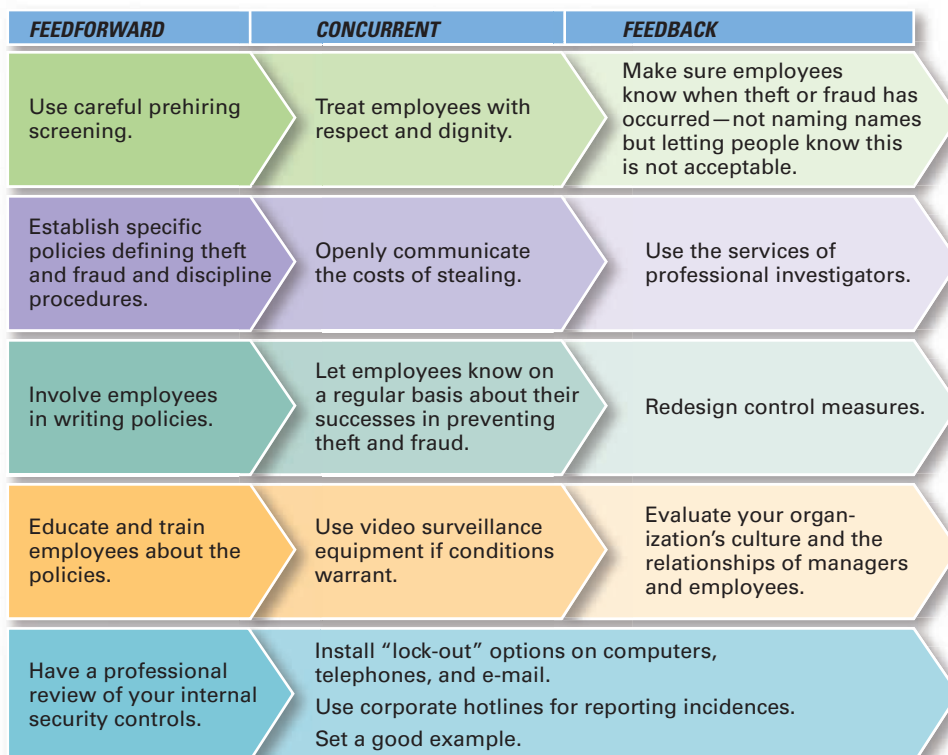 FEEDFORWARD
CONCURRENT
FEEDBACK
Use careful prehiring
screening.
Treat employees with
respect and dignity.
Make sure employees
know when theft or fraud has
occurred—not naming names
but letting people know this
is not acceptable.
Establish specific
policies defining theft
and fraud and discipline
procedures.
Openly communicate
the costs of stealing.
Use the services of
professional investigators.
Involve employees
in writing policies.
Let employees know on
a regular basis about their
successes in preventing
theft and fraud.
Redesign control measures.
Educate and train
employees about the
policies.
Use video surveillance
equipment if conditions
warrant.
Evaluate your organ-
ization’s culture and the
relationships of managers
and employees.
Have a professional
review of your internal
security controls.
Install “lock-out” options on computers,
telephones, and e-mail.
Use corporate hotlines for reporting incidences.
Set a good example.